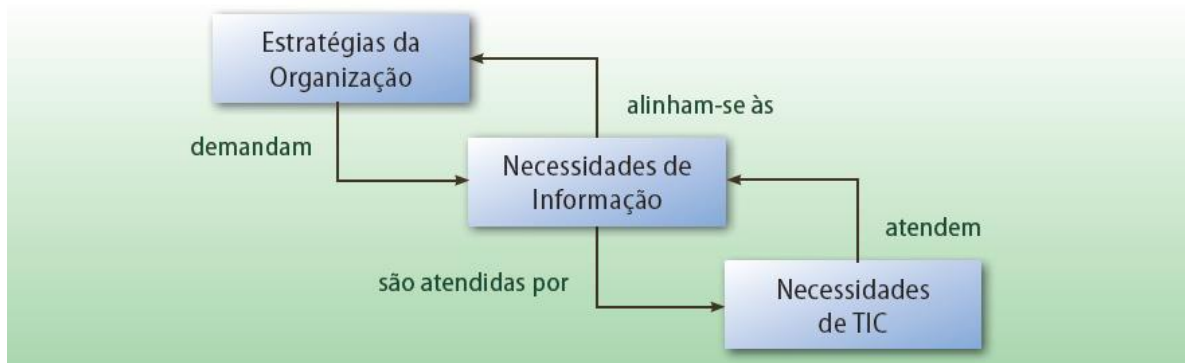 Estratégias da
Organização
alinham-se às
demandam
Necessidades de
Informação
atendem
são atendidas por
Necessidades
de TIC